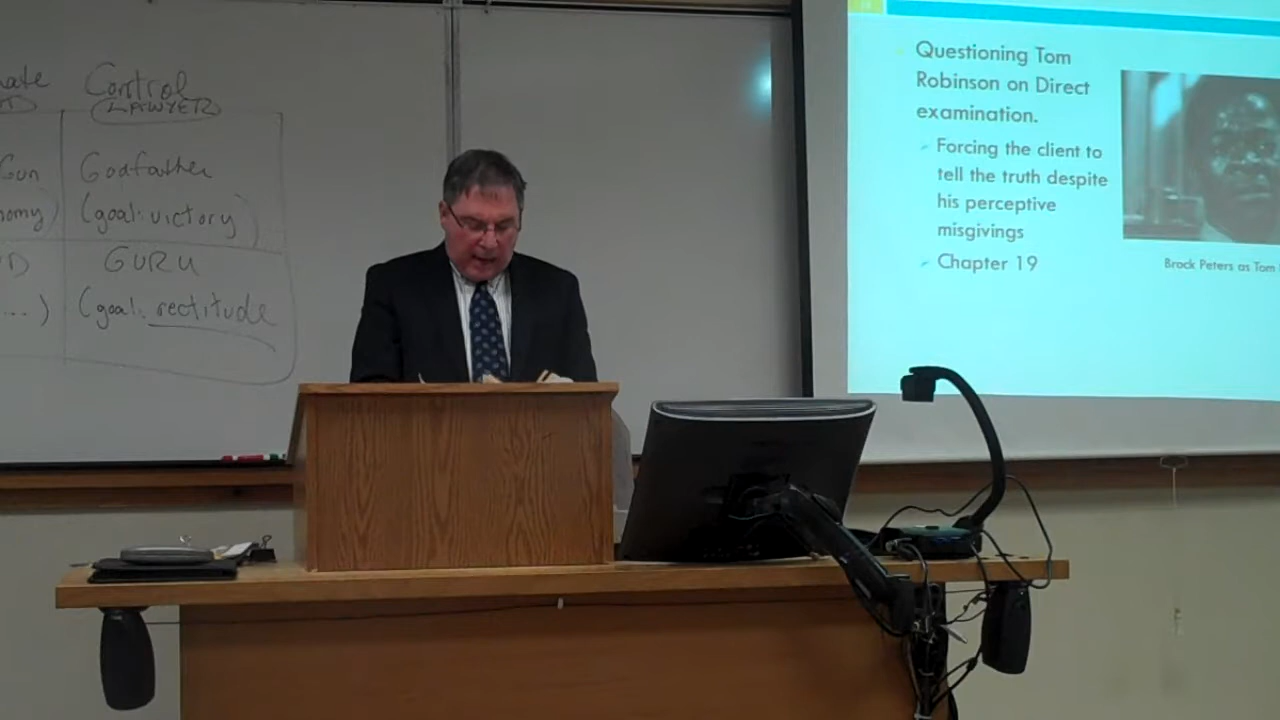 Control
LAWYER
Gun Godfather
(goal: victory)
GURU
(goal: rectitude
Questioning Tom
Robinson on Direct
examination.
Forcing the client to
tell the truth despite
his perceptive
misgivings
Chapter 19
Brock Peters as Tom